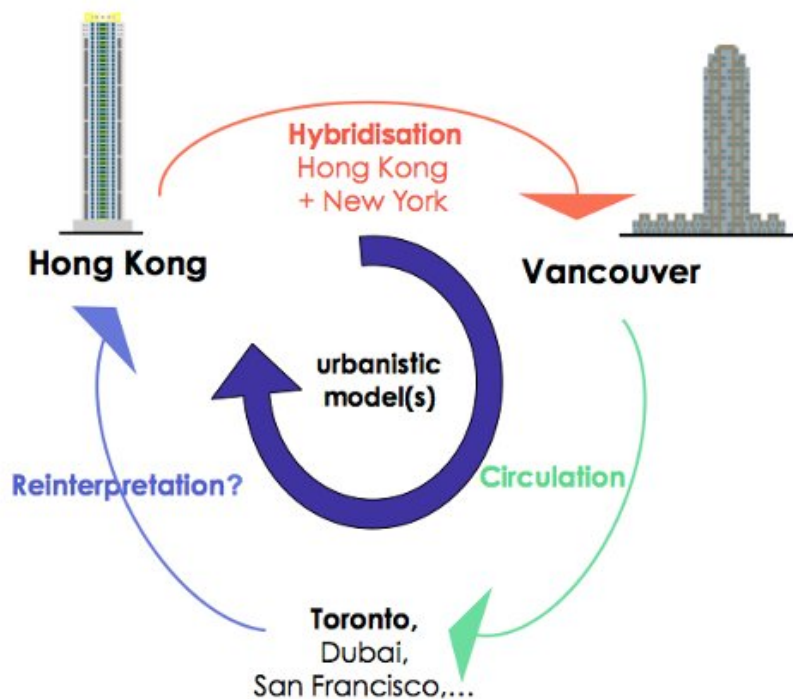 Hybridisation
Hong Kong
+ New York
Hong Kong
Vancouver
urbanistic
model(s)
Reinterpretation?
Circulation
Toronto,
Dubai,
San Francisco,...